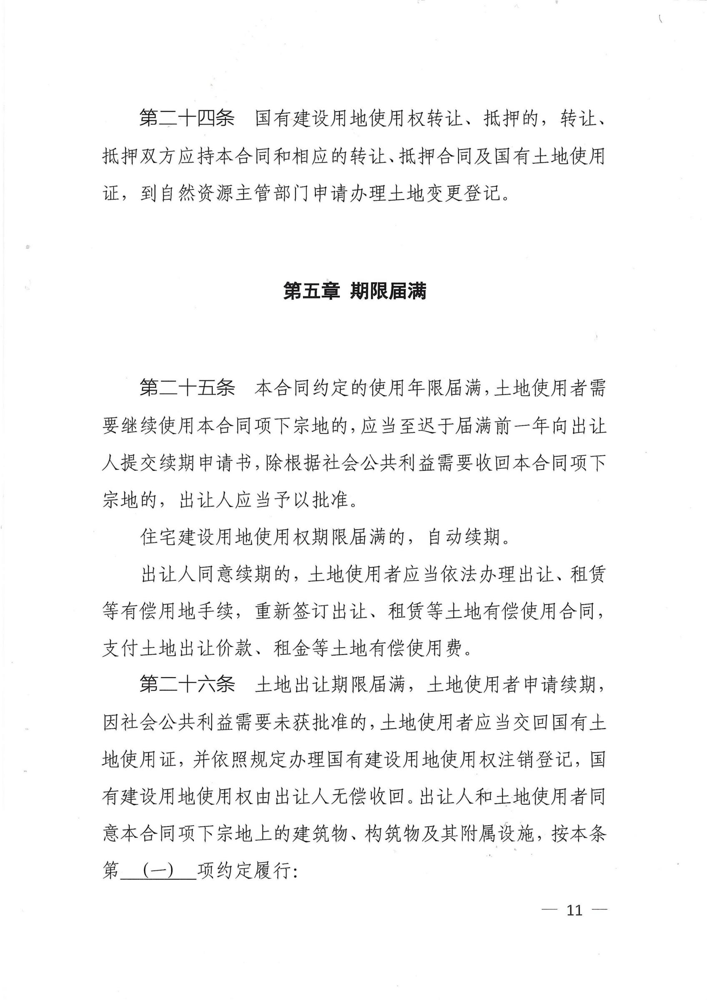 第二十四条　国有建设用地使用权转让、抵押的，转让、
抵押双方应持本合同和相应的转让、抵押合同及国有土地使用
证，到自然资源主管部门申请办理土地变更登记。
第五章 期限届满
第二十五条　本合同约定的使用年限届满，土地使用者需
要继续使用本合同项下宗地的，应当至迟于届满前一年向出让
人提交续期申请书，除根据社会公共利益需要收回本合同项下
宗地的，出让人应当予以批准。
住宅建设用地使用权期限届满的，自动续期。
出让人同意续期的，土地使用者应当依法办理出让、租赁
等有偿用地手续，重新签订出让、租赁等土地有偿使用合同，
支付土地出让价款、租金等土地有偿使用费。
第二十六条　土地出让期限届满，土地使用者申请续期，
因社会公共利益需要未获批准的，土地使用者应当交回国有土
地使用证，并依照规定办理国有建设用地使用权注销登记，国
有建设用地使用权由出让人无偿收回。出让人和土地使用者同
意本合同项下宗地上的建筑物、构筑物及其附属设施，按本条
第　(一)　项约定履行：
— 11 —